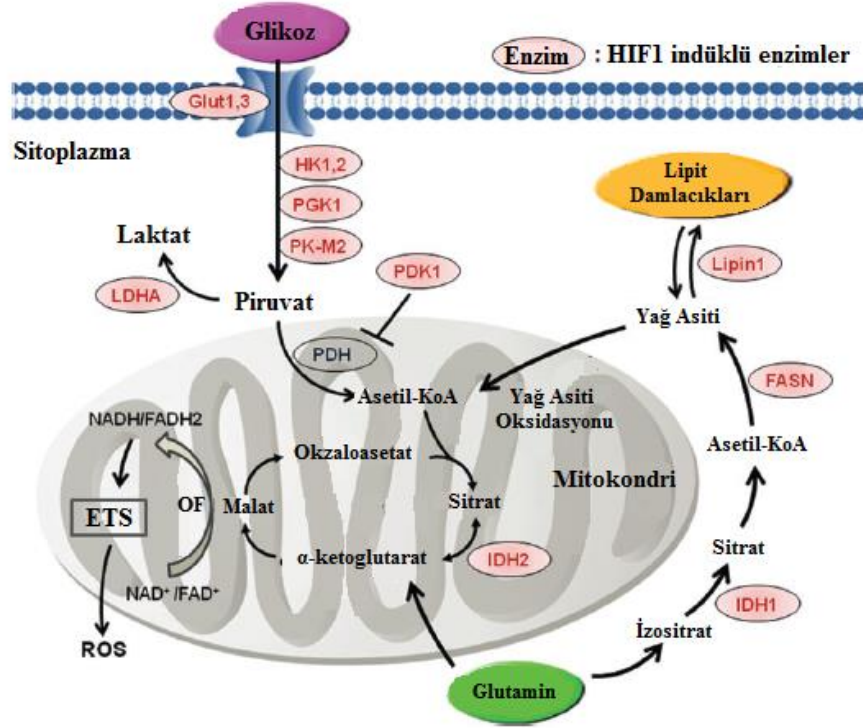 Glikoz
Enzim : HIF1 indüklü enzimler
Glut1,3
Sitoplazma
HK1,2
Lipit
Damlacıkları
PGK1
Laktat
PK-M2
PDK1
Lipin1
LDHA
Piruvat
Yağ Asiti
PDH
FASN
Asetil-KoA
Yağ Asiti
Oksidasyonu
NADH/FADH2
Asetil-KoA
Okzaloasetat
Mitokondri
ETS
OF
Malat
Sitrat
Sitrat
α-ketoglutarat
IDH2
NAD⁺ /FAD⁺
IDH1
İzositrat
ROS
Glutamin